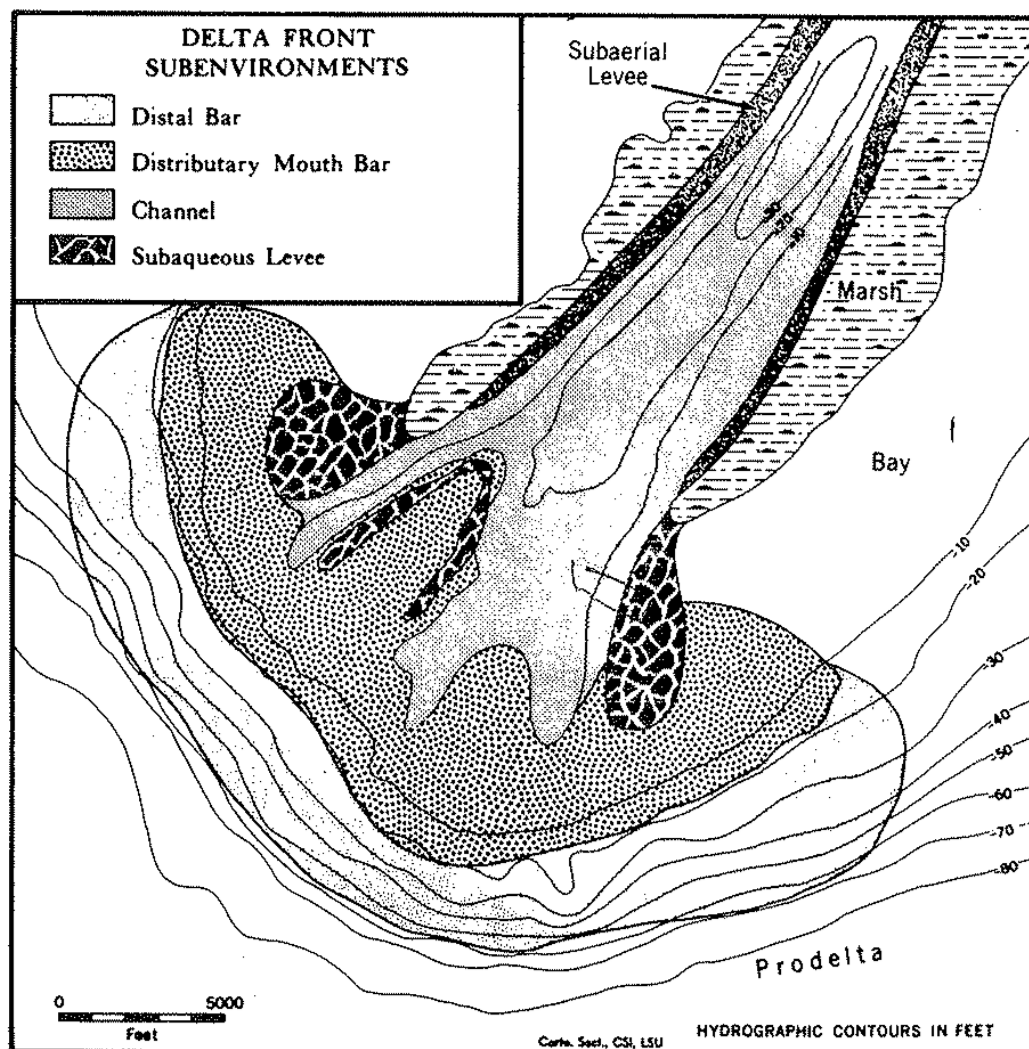 DELTA FRONT
SUBENVIRONMENTS
Distal Bar
Distributary Mouth Bar
Channel
Subaqueous Levee
Subaerial
Levee
Marsh
Bay
-10
-20
-30
-40
-50
-60
-70
-80
Prodelta
0 5000
Feet
Carto. Sect., CSI, LSU
HYDROGRAPHIC CONTOURS IN FEET